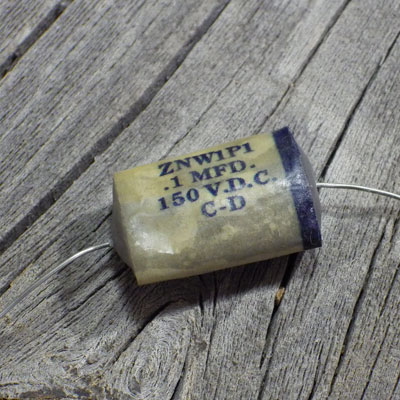 ZNW1P1
.1 MFD.
150 V.D.C.
C-D